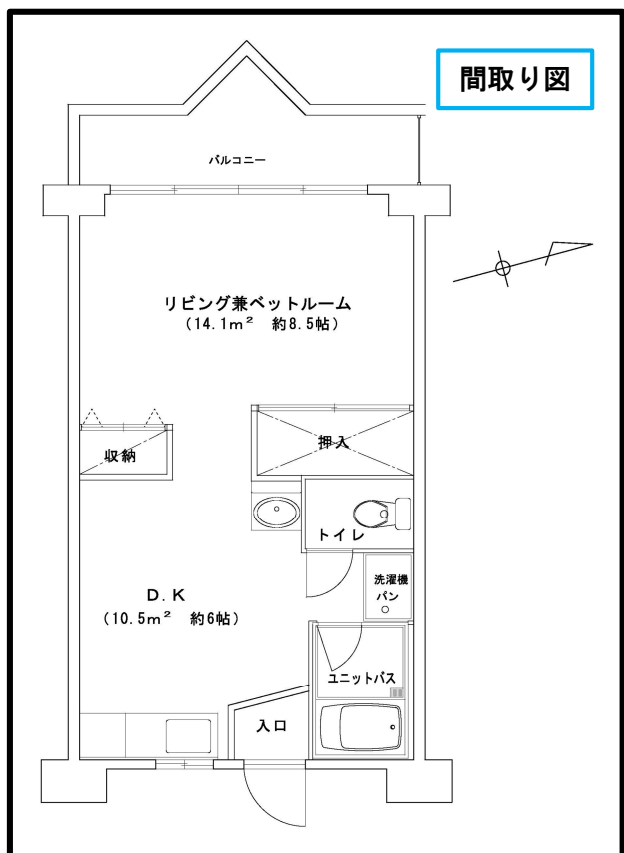 間取り図
バルコニー
リビング兼ベットルーム
（14.1m²　約8.5帖）
収納
押入
トイレ
洗濯機
パン
D.K
（10.5m²　約6帖）
ユニットバス
入口